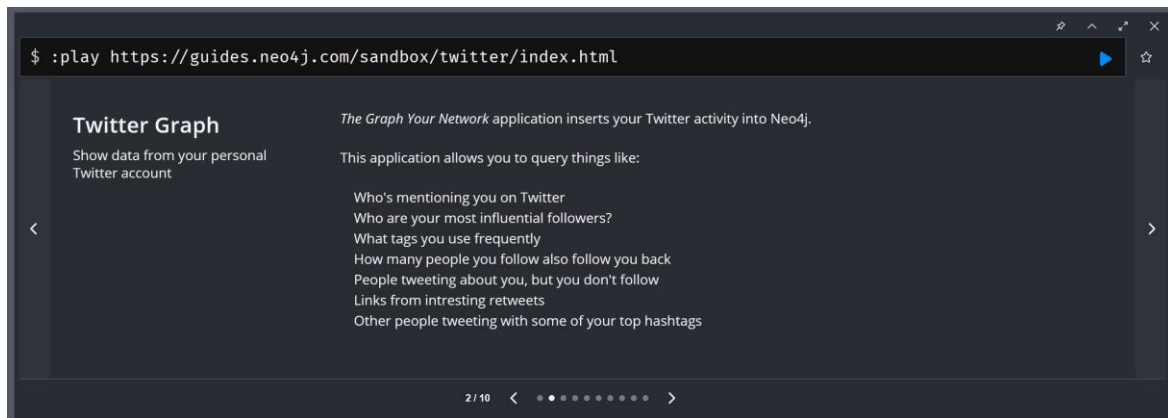 $ :play https://guides.neo4j.com/sandbox/twitter/index.html
Twitter Graph
Show data from your personal
Twitter account
The Graph Your Network application inserts your Twitter activity into Neo4j.
This application allows you to query things like:
Who's mentioning you on Twitter
Who are your most influential followers?
What tags you use frequently
How many people you follow also follow you back
People tweeting about you, but you don't follow
Links from intresting retweets
Other people tweeting with some of your top hashtags
2 / 10